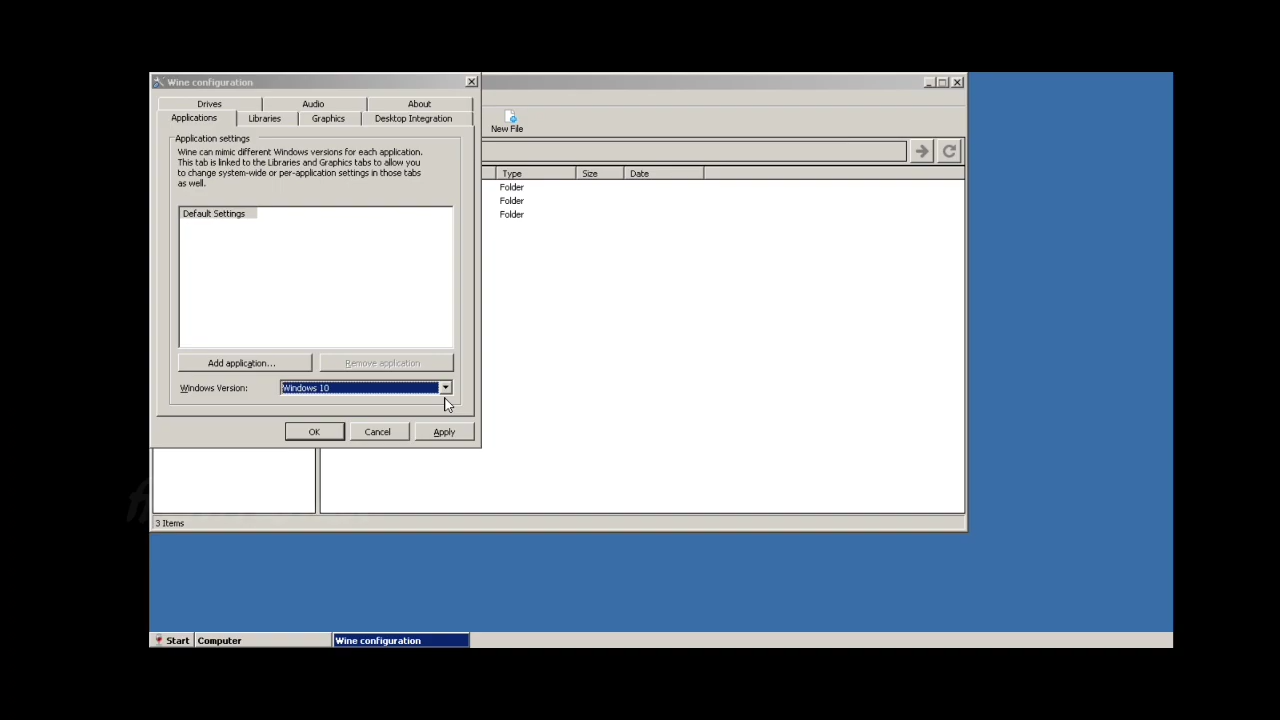 Wine configuration
Drives
Audio
About
Applications
Libraries
Graphics
Desktop Integration
Application settings
Wine can mimic different Windows versions for each application.
This tab is linked to the Libraries and Graphics tabs to allow you
to change system-wide or per-application settings in those tabs
as well.
Default Settings
Add application...
Remove application
Windows Version:
Windows 10
OK
Cancel
Apply
New File
Type
Size
Date
Folder
Folder
Folder
3 Items
Start
Computer
Wine configuration